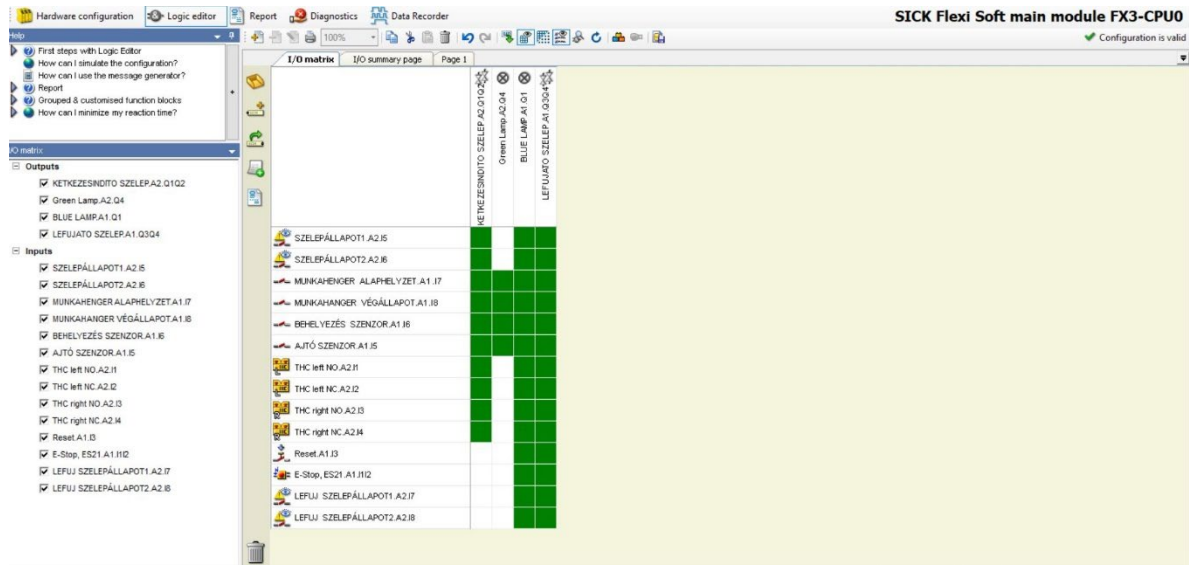 Hardware configuration Logic editor Report Diagnostics Data Recorder
SICK Flexi Soft main module FX3-CPU0
Help
100%
Configuration is valid
First steps with Logic Editor
How can I simulate the configuration?
How can I use the message generator?
Report
Grouped & customised function blocks
How can I minimize my reaction time?
I/O matrix I/O summary page Page 1
I/O matrix
Outputs
KETKEZESINDITO SZELEP.A2.Q1Q2
Green Lamp.A2.Q4
BLUE LAMP.A1.Q1
LEFUJATO SZELEP.A1.Q3Q4
Inputs
SZELEPÁLLAPOT1.A2.I5
SZELEPÁLLAPOT2.A2.I6
MUNKAHENGER ALAPHELYZET.A1.I7
MUNKAHANGER VÉGÁLLAPOT.A1.I8
BEHELYEZÉS SZENZOR.A1.I6
AJTÓ SZENZOR.A1.I5
THC left NO.A2.I1
THC left NC.A2.I2
THC right NO.A2.I3
THC right NC.A2.I4
Reset.A1.I3
E-Stop, ES21.A1.I1I2
LEFUJ SZELEPÁLLAPOT1.A2.I7
LEFUJ SZELEPÁLLAPOT2.A2.I8
KETKEZESINDITO SZELEP.A2.Q1Q2
Green Lamp.A2.Q4
BLUE LAMP.A1.Q1
LEFUJATO SZELEP.A1.Q3Q4
SZELEPÁLLAPOT1.A2.I5
SZELEPÁLLAPOT2.A2.I6
MUNKAHENGER ALAPHELYZET.A1.I7
MUNKAHANGER VÉGÁLLAPOT.A1.I8
BEHELYEZÉS SZENZOR.A1.I6
AJTÓ SZENZOR.A1.I5
THC left NO.A2.I1
THC left NC.A2.I2
THC right NO.A2.I3
THC right NC.A2.I4
Reset.A1.I3
E-Stop, ES21.A1.I1I2
LEFUJ SZELEPÁLLAPOT1.A2.I7
LEFUJ SZELEPÁLLAPOT2.A2.I8